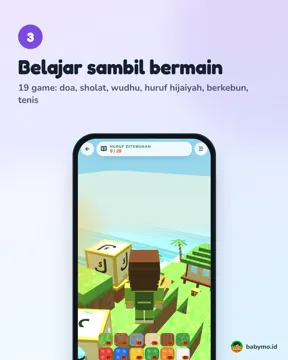 3
Belajar sambil bermain
19 game: doa, sholat, wudhu, huruf hijaiyah, berkebun,
tenis
HURUF DITEMUKAN
0 / 28
babymo.id